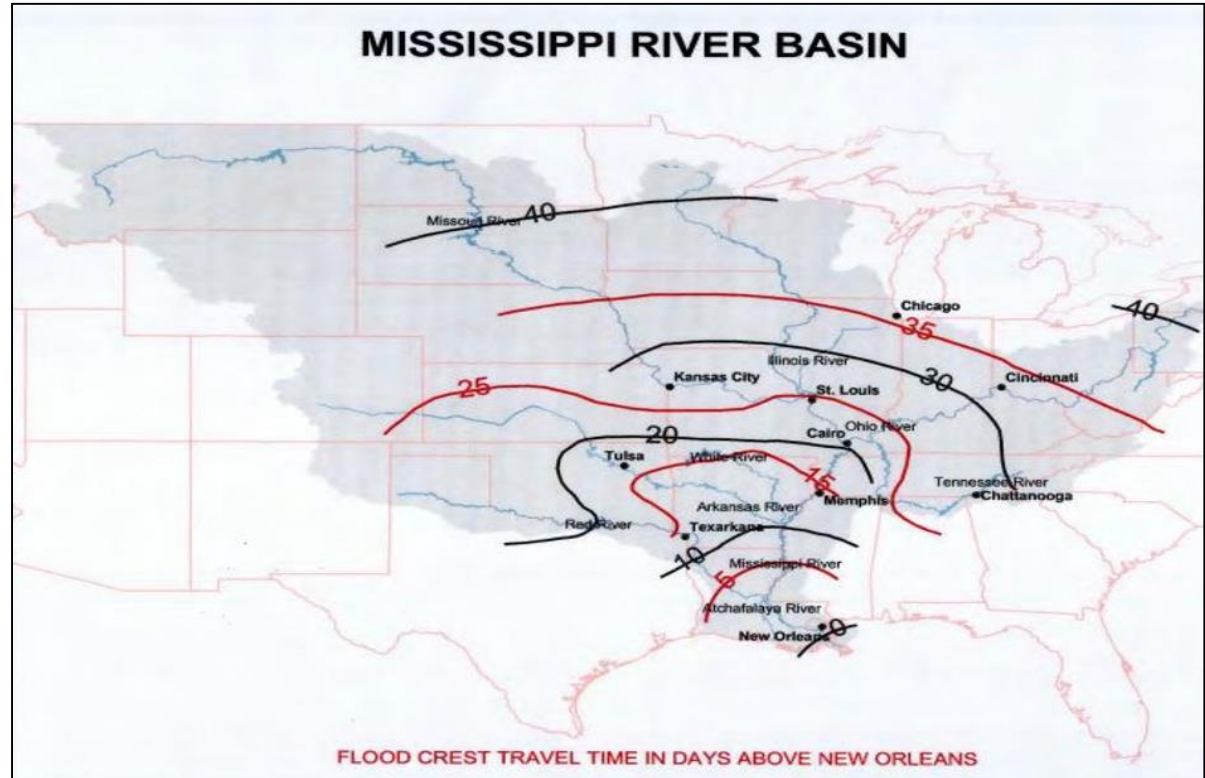 MISSISSIPPI RIVER BASIN
Missouri River
40
40
Chicago
35
Illinois River
Kansas City
30
Cincinnati
25
St. Louis
Ohio River
20
Cairo
Tulsa
White River
15
Tennessee River
Memphis
Chattanooga
Arkansas River
Red River
Texarkana
10
Mississippi River
5
Atchafalaya River
0
New Orleans
FLOOD CREST TRAVEL TIME IN DAYS ABOVE NEW ORLEANS